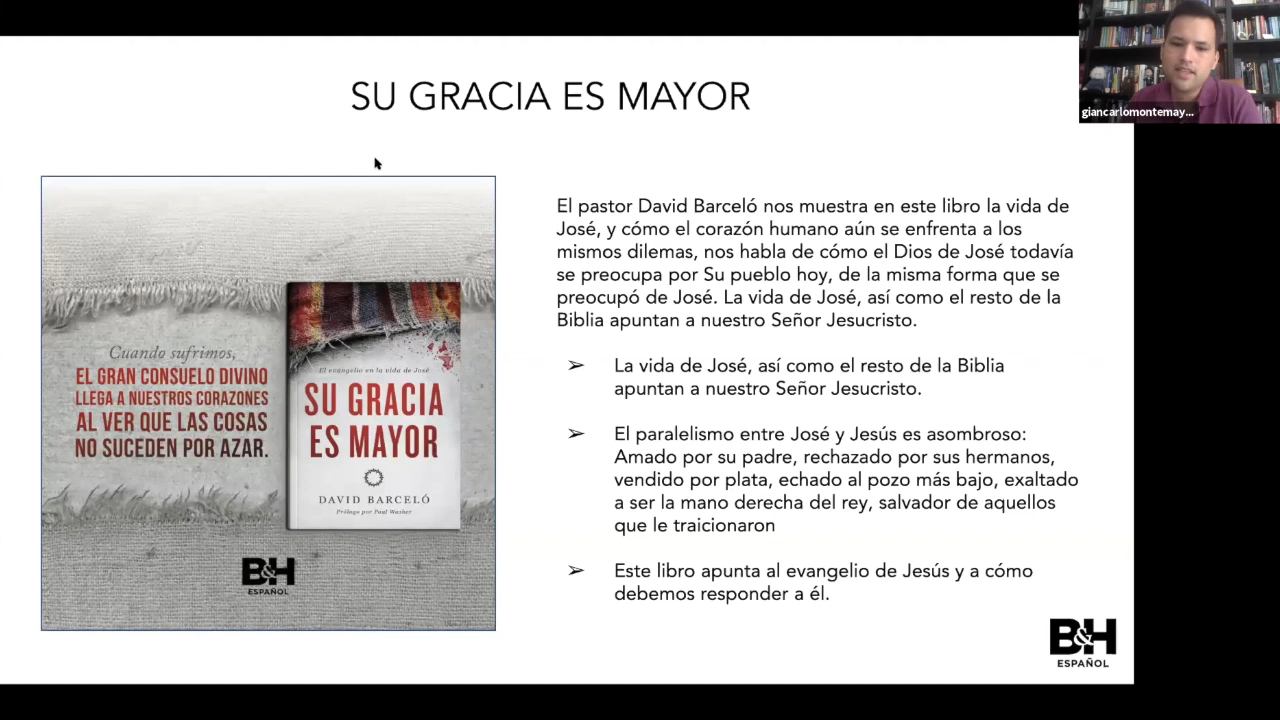 SU GRACIA ES MAYOR
giancarlomontemay...
Cuando sufrimos,
EL GRAN CONSUELO DIVINO
LLEGA A NUESTROS CORAZONES
AL VER QUE LAS COSAS
NO SUCEDEN POR AZAR.
El evangelio en la vida de José
SU GRACIA
ES MAYOR
DAVID BARCELÓ
Prólogo por Paul Washer
B&H
ESPAÑOL
El pastor David Barceló nos muestra en este libro la vida de
José, y cómo el corazón humano aún se enfrenta a los
mismos dilemas, nos habla de cómo el Dios de José todavía
se preocupa por Su pueblo hoy, de la misma forma que se
preocupó de José. La vida de José, así como el resto de la
Biblia apuntan a nuestro Señor Jesucristo.
➢ La vida de José, así como el resto de la Biblia
apuntan a nuestro Señor Jesucristo.
➢ El paralelismo entre José y Jesús es asombroso:
Amado por su padre, rechazado por sus hermanos,
vendido por plata, echado al pozo más bajo, exaltado
a ser la mano derecha del rey, salvador de aquellos
que le traicionaron
➢ Este libro apunta al evangelio de Jesús y a cómo
debemos responder a él.
B&H
ESPAÑOL